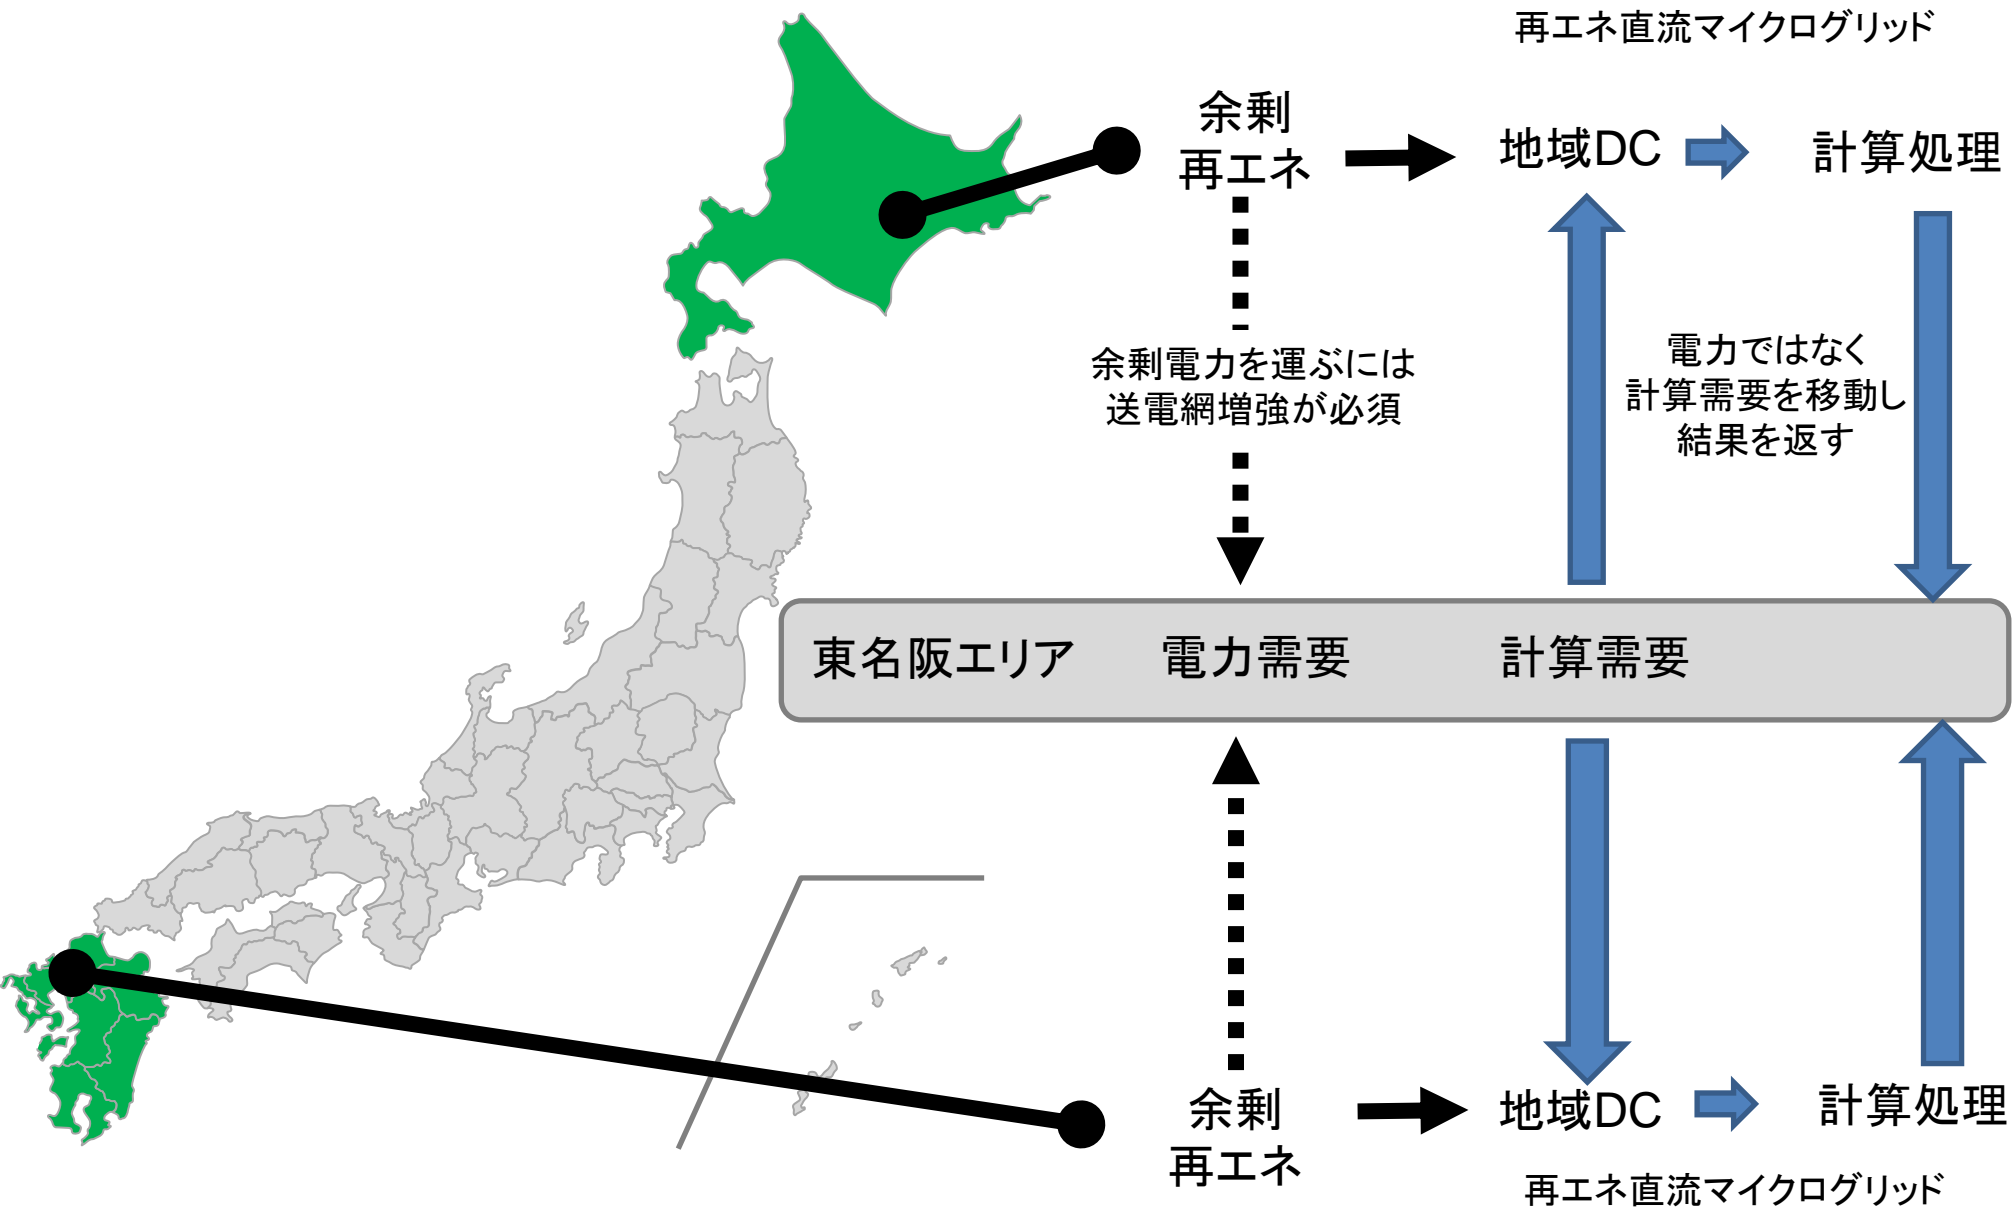 再エネ直流マイクログリッド
余剰
再エネ
地域DC
計算処理
余剰電力を運ぶには
送電網増強が必須
電力ではなく
計算需要を移動し
結果を返す
東名阪エリア
電力需要
計算需要
余剰
再エネ
地域DC
計算処理
再エネ直流マイクログリッド